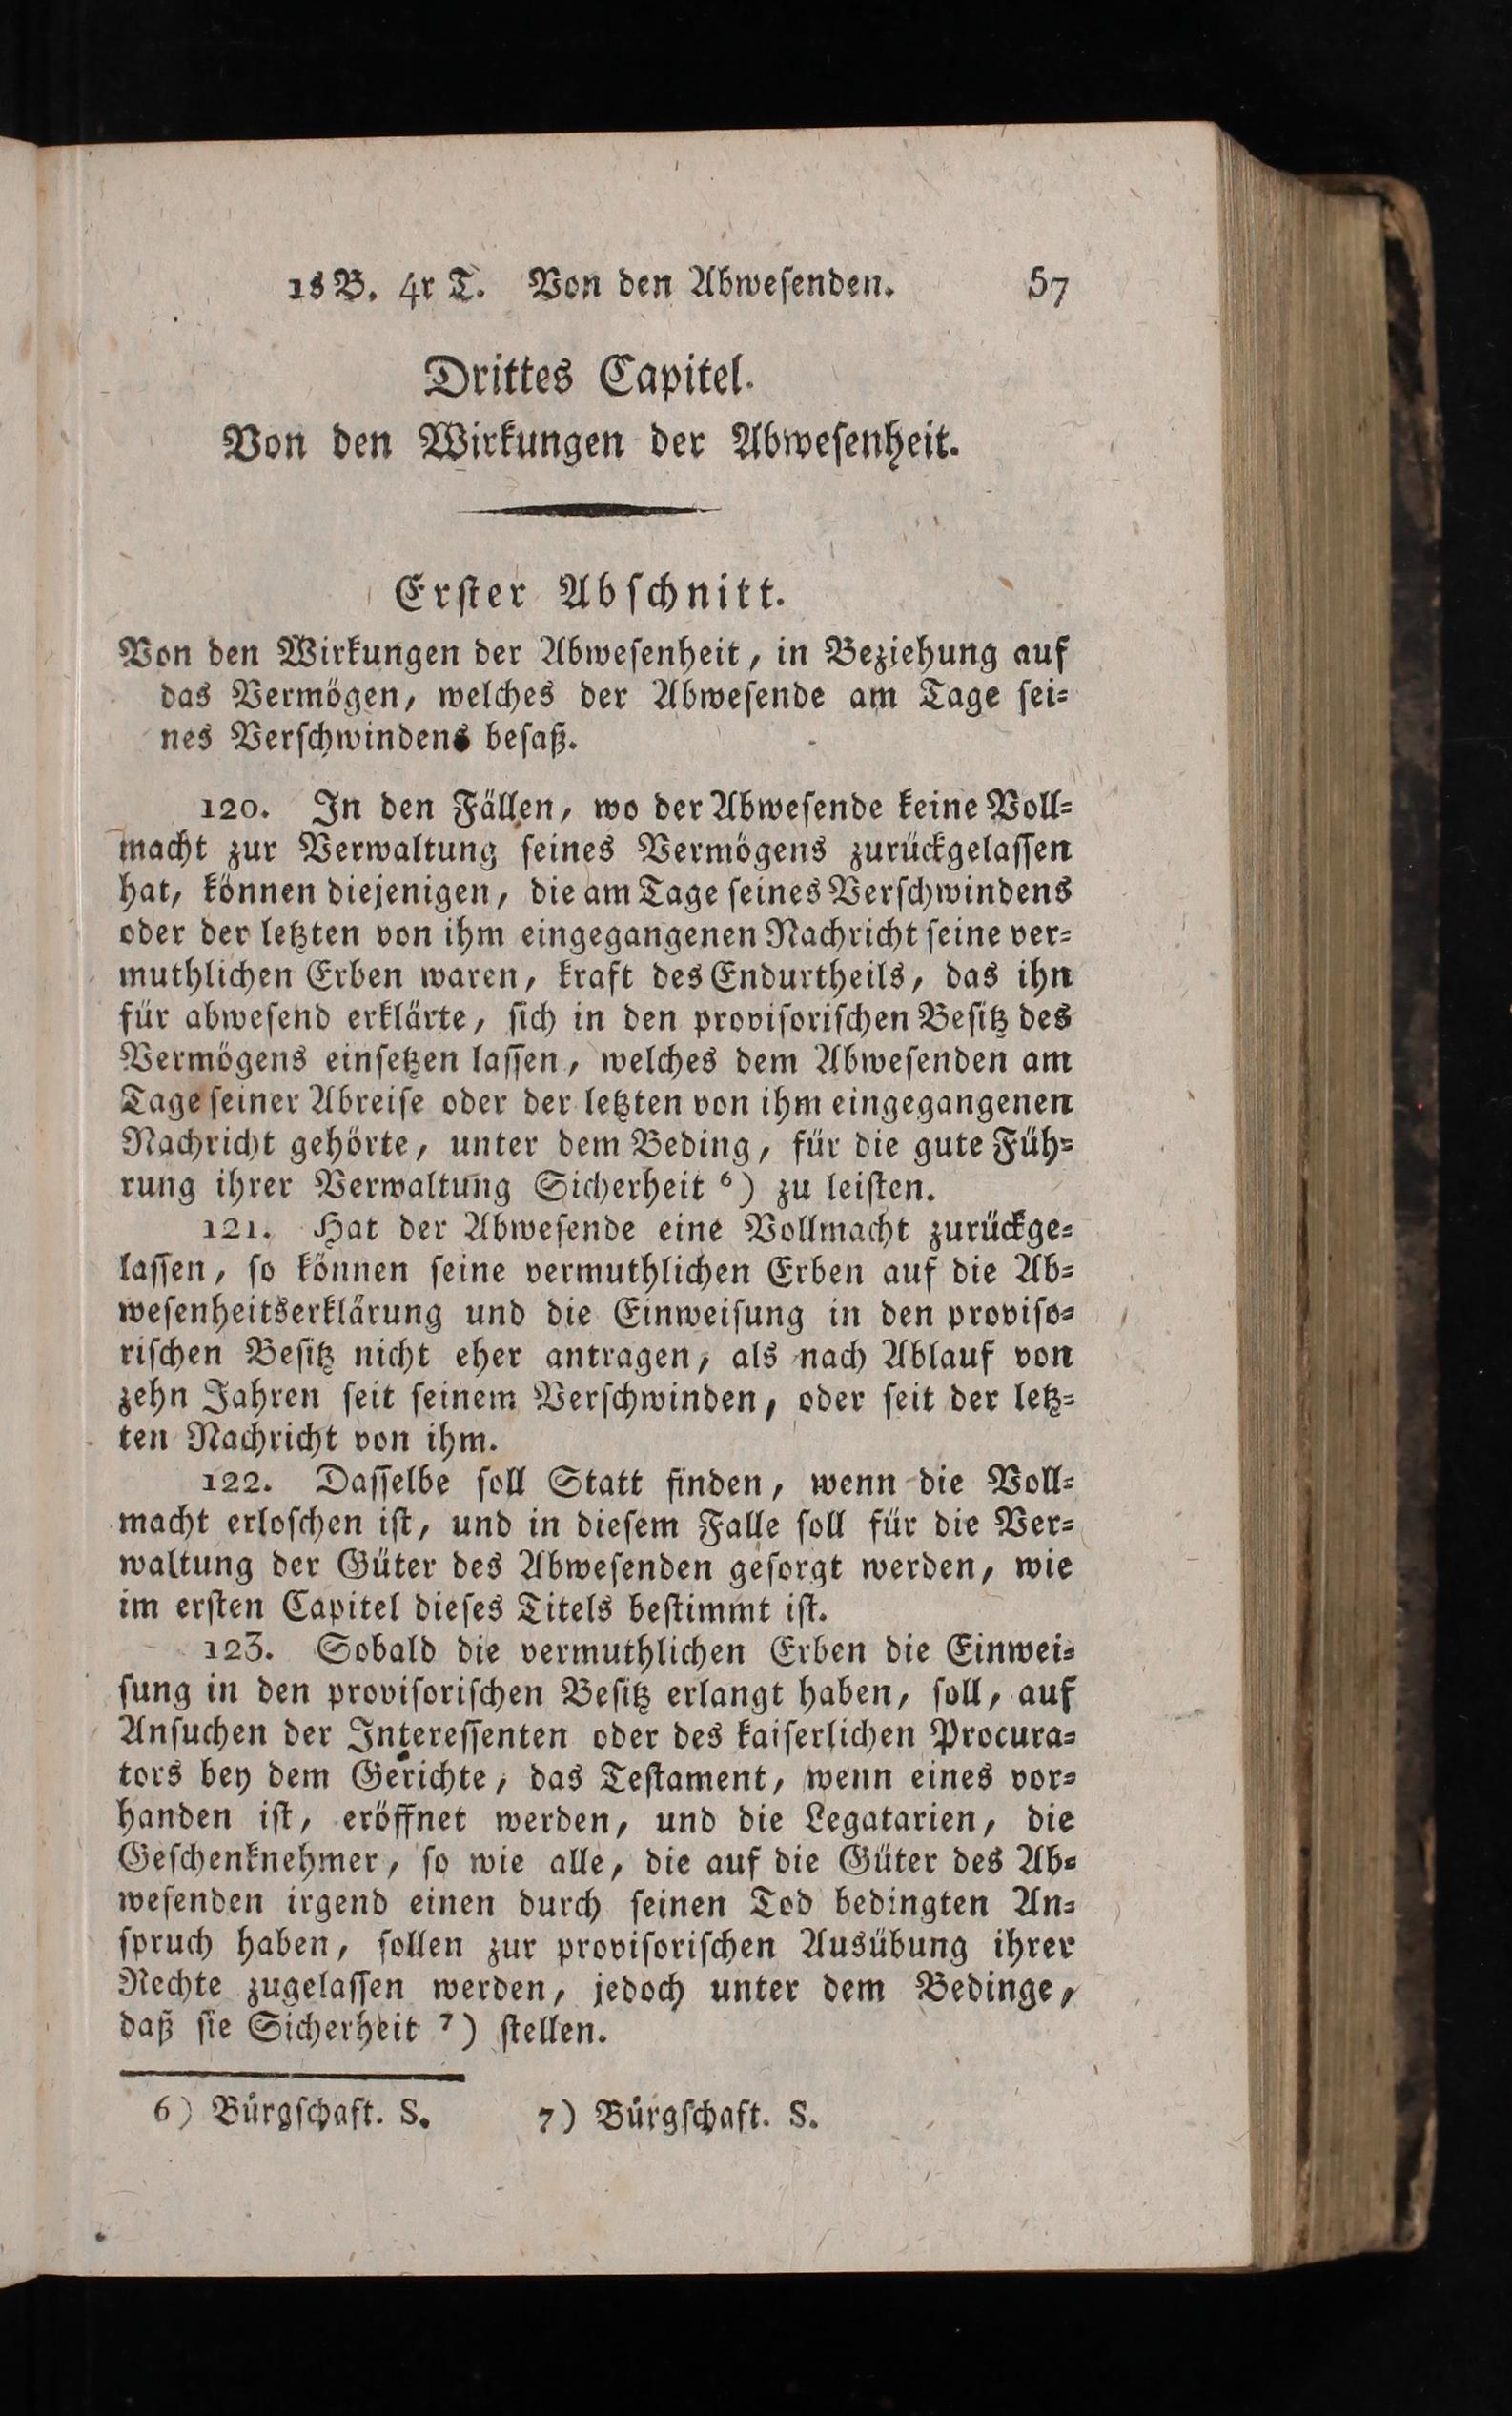 1s B. 4r T. Von den Abwesenden. 57
Drittes Capitel.
Von den Wirkungen der Abwesenheit.
Erster Abschnitt.
Von den Wirkungen der Abwesenheit, in Beziehung auf
das Vermögen, welches der Abwesende am Tage sei=
nes Verschwindens besaß.
120. In den Fällen, wo der Abwesende keine Voll=
macht zur Verwaltung seines Vermögens zurückgelassen
hat, können diejenigen, die am Tage seines Verschwindens
oder der letzten von ihm eingegangenen Nachricht seine ver=
muthlichen Erben waren, kraft des Endurtheils, das ihn
für abwesend erklärte, sich in den provisorischen Besitz des
Vermögens einsetzen lassen, welches dem Abwesenden am
Tage seiner Abreise oder der letzten von ihm eingegangenen
Nachricht gehörte, unter dem Beding, für die gute Füh=
rung ihrer Verwaltung Sicherheit ⁶) zu leisten.
121. Hat der Abwesende eine Vollmacht zurückge=
lassen, so können seine vermuthlichen Erben auf die Ab=
wesenheitserklärung und die Einweisung in den proviso=
rischen Besitz nicht eher antragen, als nach Ablauf von
zehn Jahren seit seinem Verschwinden, oder seit der letz=
ten Nachricht von ihm.
122. Dasselbe soll Statt finden, wenn die Voll=
macht erloschen ist, und in diesem Falle soll für die Ver=
waltung der Güter des Abwesenden gesorgt werden, wie
im ersten Capitel dieses Titels bestimmt ist.
123. Sobald die vermuthlichen Erben die Einwei=
sung in den provisorischen Besitz erlangt haben, soll, auf
Ansuchen der Interessenten oder des kaiserlichen Procura=
tors bey dem Gerichte, das Testament, wenn eines vor=
handen ist, eröffnet werden, und die Legatarien, die
Geschenknehmer, so wie alle, die auf die Güter des Ab=
wesenden irgend einen durch seinen Tod bedingten An=
spruch haben, sollen zur provisorischen Ausübung ihrer
Rechte zugelassen werden, jedoch unter dem Bedinge,
daß sie Sicherheit ⁷) stellen.
6) Bürgschaft. S. 7) Bürgschaft. S.